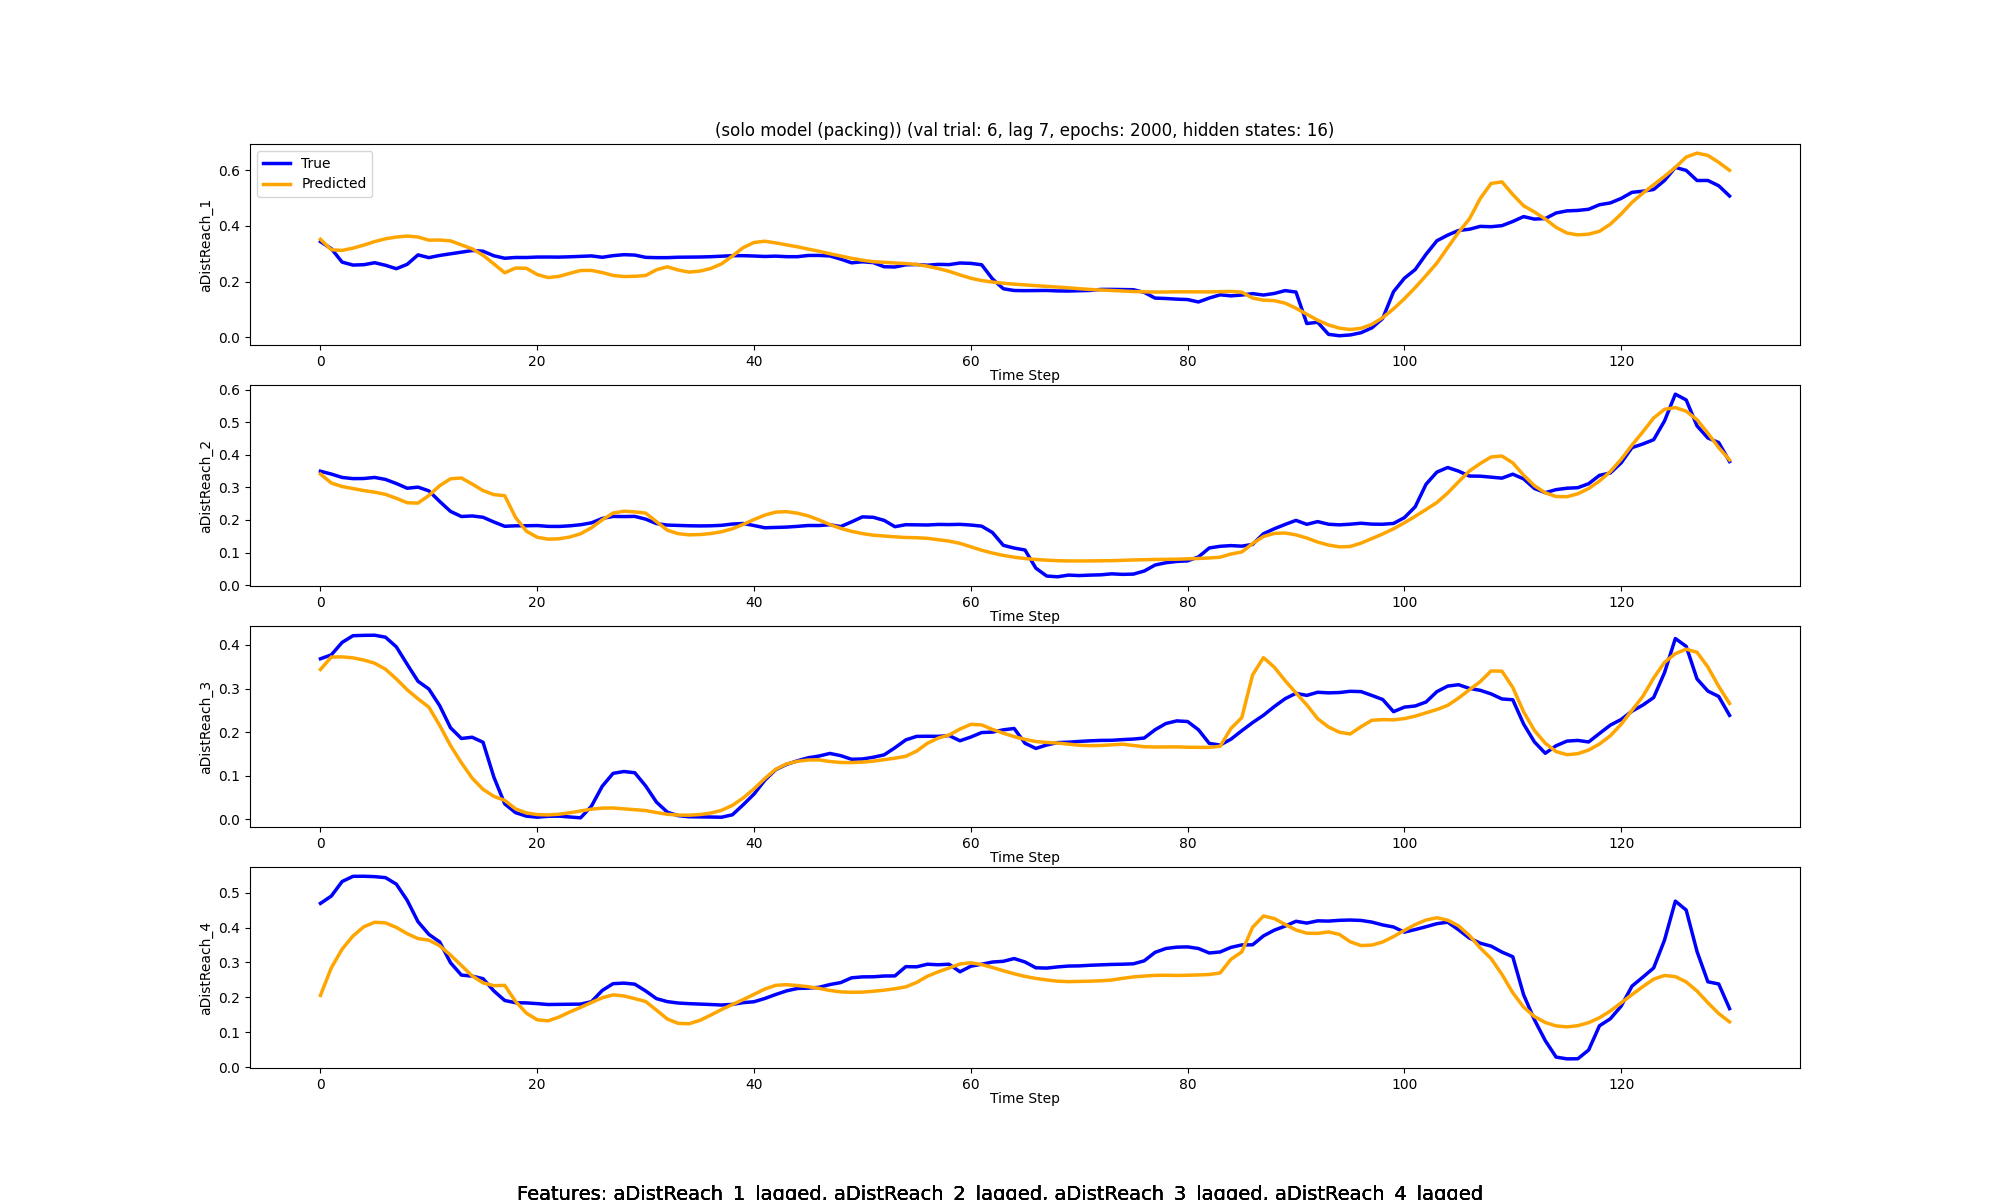 (solo model (packing)) (val trial: 6, lag 7, epochs: 2000, hidden states: 16)
True
Predicted
aDistReach_1
0.6
0.4
0.2
0.0
0 20 40 60 80 100 120
Time Step
aDistReach_2
0.6
0.5
0.4
0.3
0.2
0.1
0.0
0 20 40 60 80 100 120
Time Step
aDistReach_3
0.4
0.3
0.2
0.1
0.0
0 20 40 60 80 100 120
Time Step
aDistReach_4
0.5
0.4
0.3
0.2
0.1
0.0
0 20 40 60 80 100 120
Time Step
Features: aDistReach_1_lagged, aDistReach_2_lagged, aDistReach_3_lagged, aDistReach_4_lagged